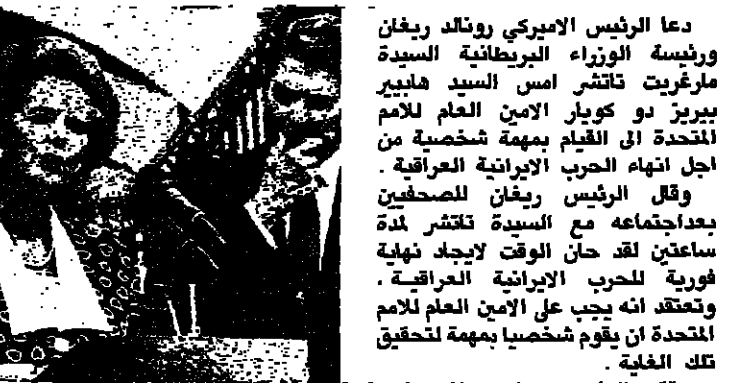 دعا الرئيس الاميركي رونالد ريغان
ورئيسة الوزراء البريطانية السيدة
مارغريت تاتشر امس السيد هابيير
بيريز دو كويار الامين العام للامم
المتحدة الى القيام بمهمة شخصية من
اجل انهاء الحرب الايرانية العراقية .
وقال الرئيس ريغان للصحفيين
بعداجتماعه مع السيدة تاتشر لمدة
ساعتين لقد حان الوقت لايجاد نهاية
فورية للحرب الايرانية العراقيـة .
وتعتقد انه يجب على الامين العام للامم
المتحدة ان يقوم شخصيا بمهمة لتحقيق
تلك الغاية .